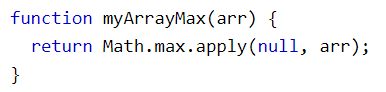 function myArrayMax(arr) {
  return Math.max.apply(null, arr);
}